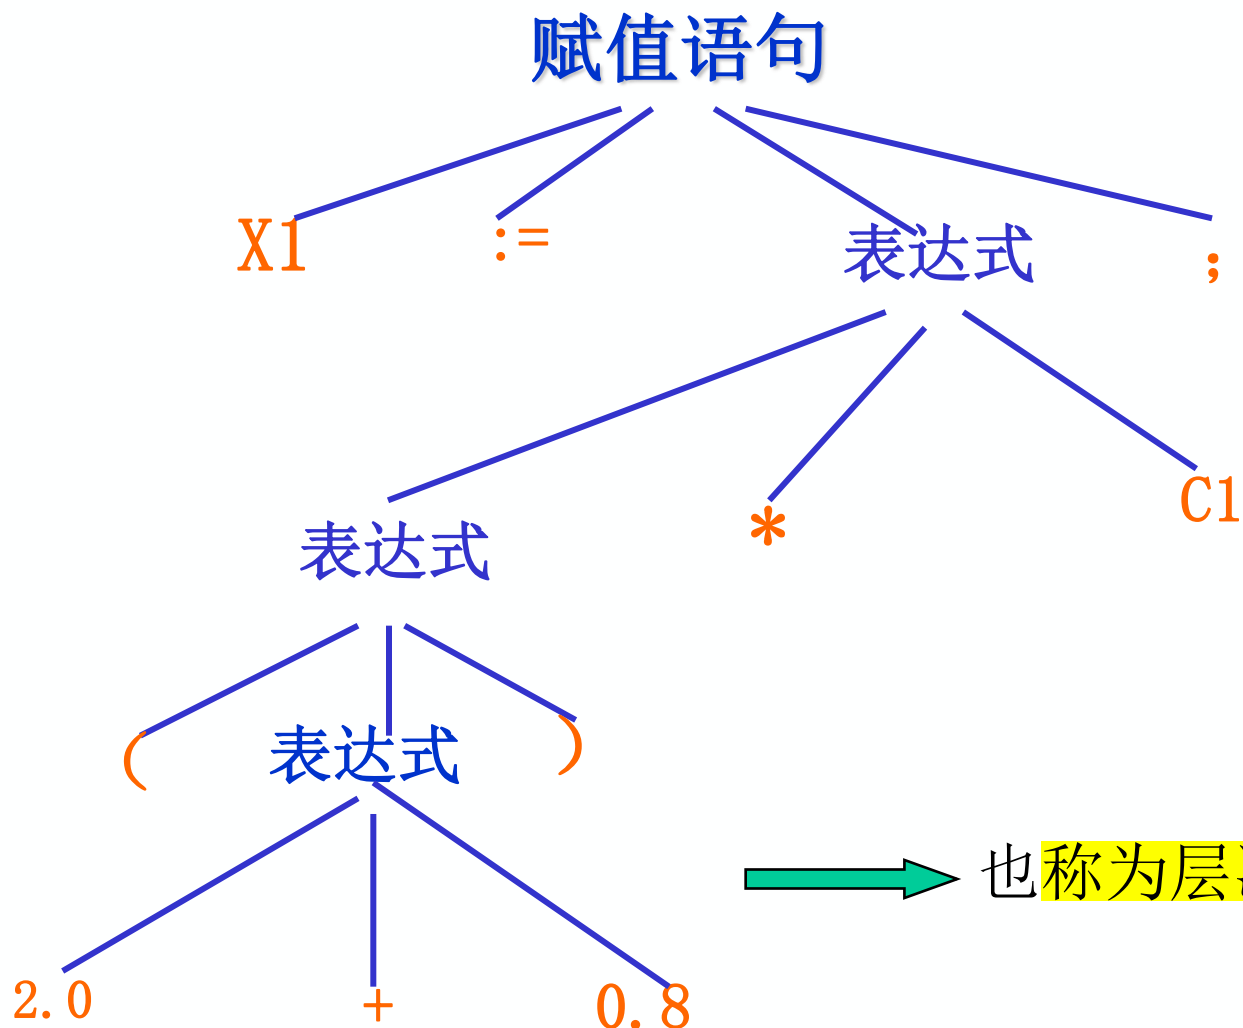 赋值语句
X1 := 表达式 ;
表达式 * C1
( 表达式 )
也称为层
2.0 + 0.8